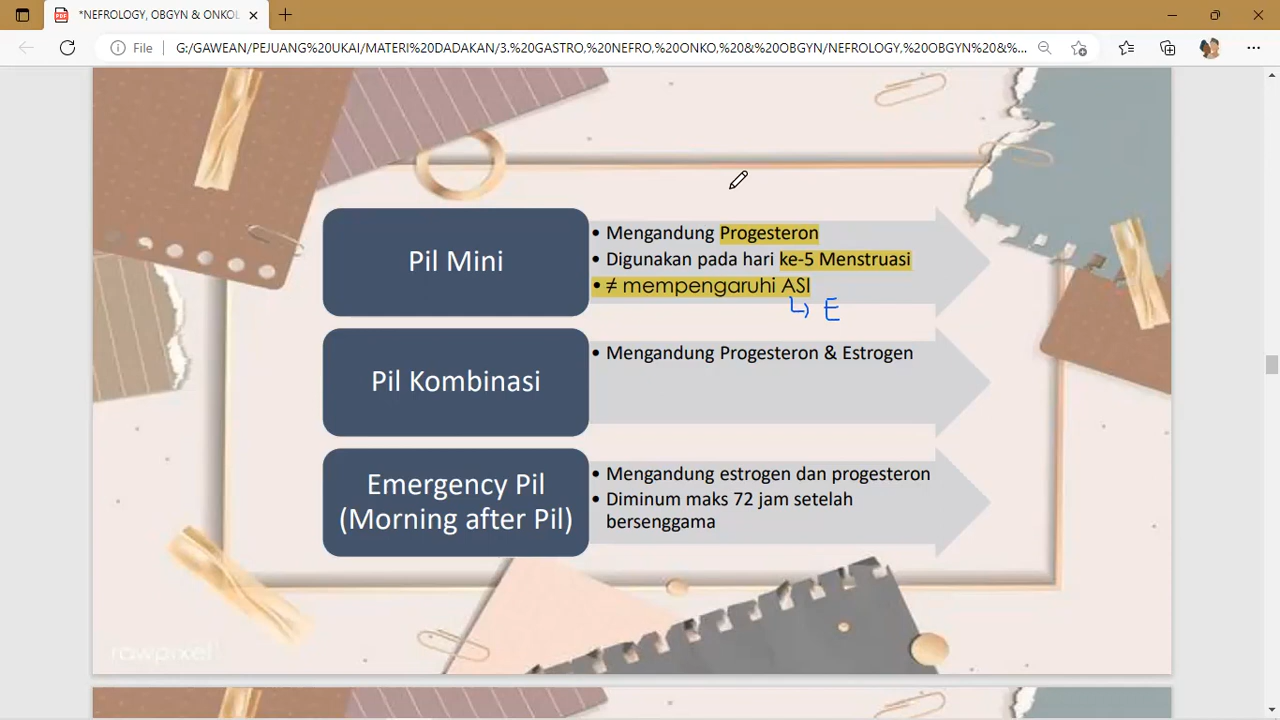 *NEFROLOGY, OBGYN & ONKOL
File
G:/GAWEAN/PEJUANG%20UKAI/MATERI%20DADAKAN/3.%20GASTRO,%20NEFRO,%20ONKO,%20&%20OBGYN/NEFROLOGY,%20OBGYN%20&%...
Pil Mini
• Mengandung Progesteron
• Digunakan pada hari ke-5 Menstruasi
• ≠ mempengaruhi ASI
↳ E
Pil Kombinasi
• Mengandung Progesteron & Estrogen
Emergency Pil
(Morning after Pil)
• Mengandung estrogen dan progesteron
• Diminum maks 72 jam setelah
bersenggama
rawpixel